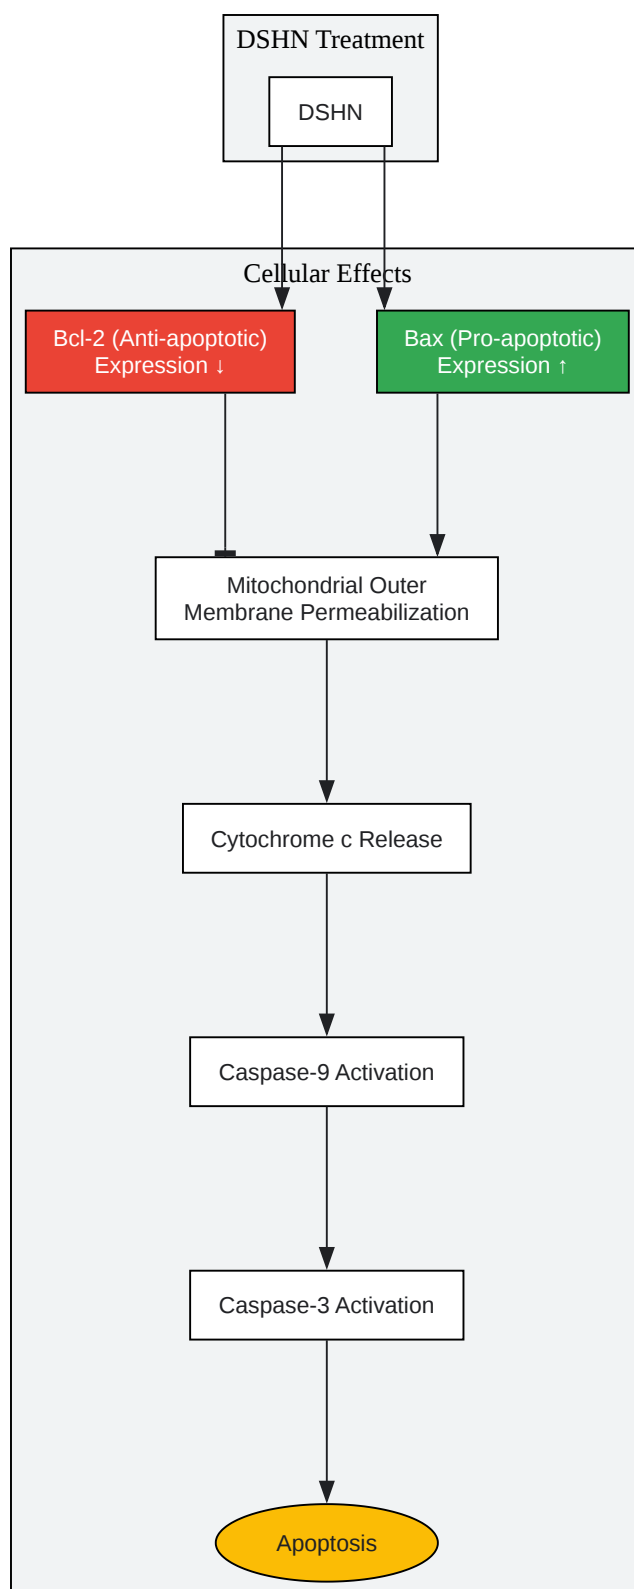 DSHN Treatment
DSHN
Cellular Effects
Bcl-2 (Anti-apoptotic)
Expression ↓
Bax (Pro-apoptotic)
Expression ↑
Mitochondrial Outer
Membrane Permeabilization
Cytochrome c Release
Caspase-9 Activation
Caspase-3 Activation
Apoptosis